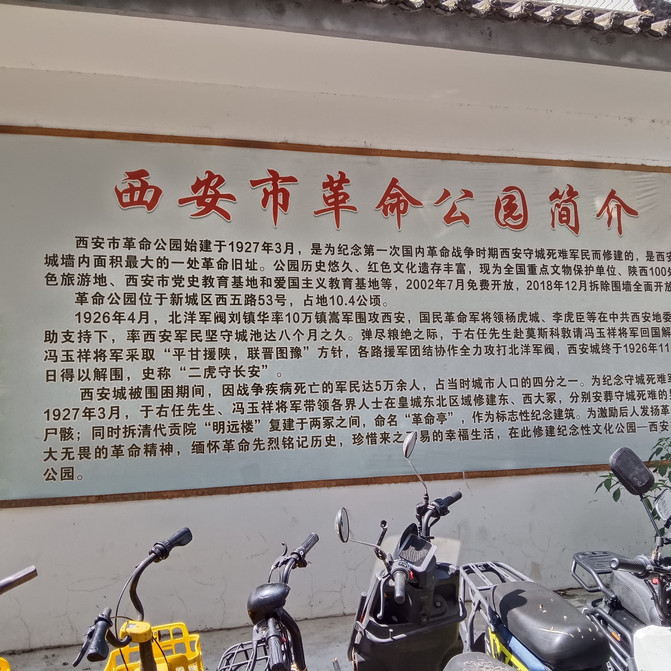 西安市革命公园简介
西安市革命公园始建于1927年3月，是为纪念第一次国内革命战争时期西安守城死难军民而修建的，是西安
城墙内面积最大的一处革命旧址。公园历史悠久、红色文化遗存丰富，现为全国重点文物保护单位、陕西100处
色旅游地、西安市党史教育基地和爱国主义教育基地等，2002年7月免费开放，2018年12月拆除围墙全面开放
革命公园位于新城区西五路53号，占地10.4公顷。
1926年4月，北洋军阀刘镇华率10万镇嵩军围攻西安，国民革命军将领杨虎城、李虎臣等在中共西安地委
助支持下，率西安军民坚守城池达八个月之久。弹尽粮绝之际，于右任先生赴莫斯科敦请冯玉祥将军回国解
冯玉祥将军采取“平甘援陕，联晋图豫”方针，各路援军团结协作全力攻打北洋军阀，西安城终于1926年11
日得以解围，史称“二虎守长安”。
西安城被围困期间，因战争疾病死亡的军民达5万余人，占当时城市人口的四分之一。为纪念守城死难军
1927年3月，于右任先生、冯玉祥将军带领各界人士在皇城东北区域修建东、西大冢，分别安葬守城死难的
尸骸；同时拆清代贡院“明远楼”复建于两冢之间，命名“革命亭”，作为标志性纪念建筑。为激励后人发扬
大无畏的革命精神，缅怀革命先烈铭记历史，珍惜来之 易的幸福生活，在此修建纪念性文化公园—西安
公园。